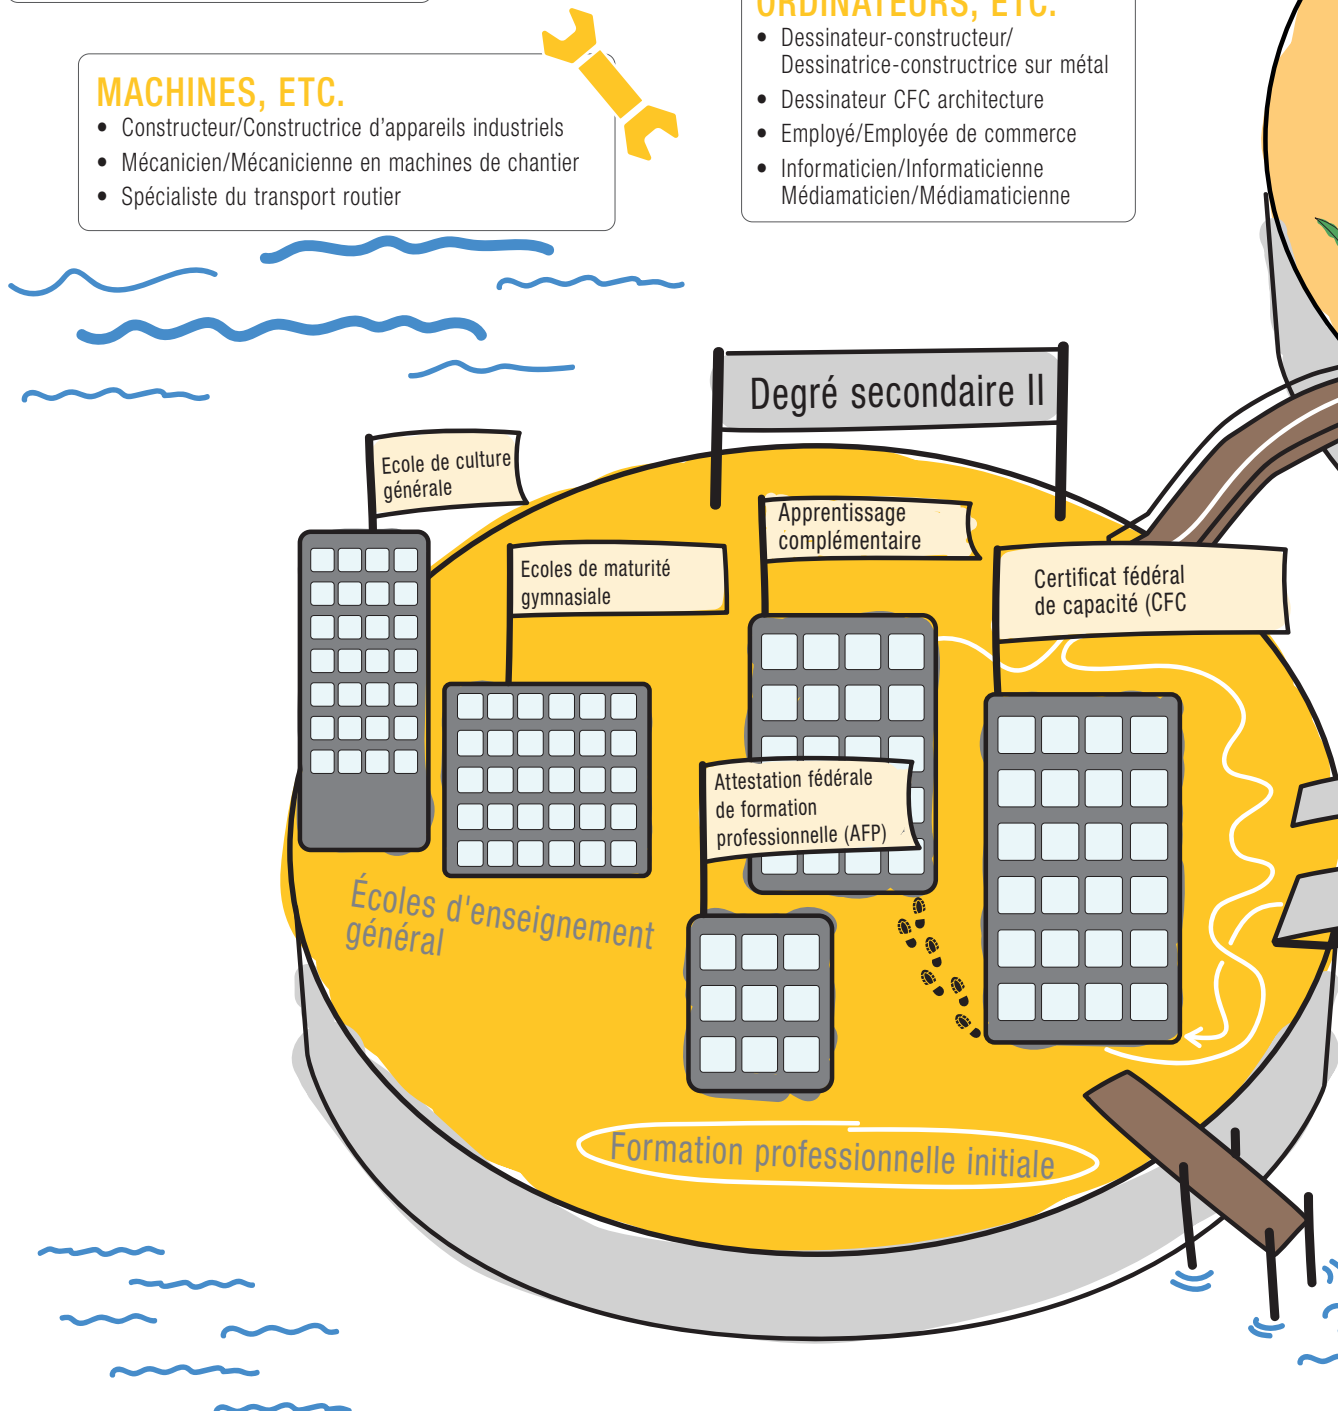 ORDINATEURS, ETC.
• Dessinateur-constructeur/
Dessinatrice-constructrice sur métal
• Dessinateur CFC architecture
• Employé/Employée de commerce
• Informaticien/Informaticienne
Médiamaticien/Médiamaticienne
MACHINES, ETC.
• Constructeur/Constructrice d'appareils industriels
• Mécanicien/Mécanicienne en machines de chantier
• Spécialiste du transport routier
Degré secondaire II
Ecole de culture
générale
Ecoles de maturité
gymnasiale
Apprentissage
complémentaire
Certificat fédéral
de capacité (CFC
Attestation fédérale
de formation
professionnelle (AFP)
Écoles d'enseignement
général
Formation professionnelle initiale